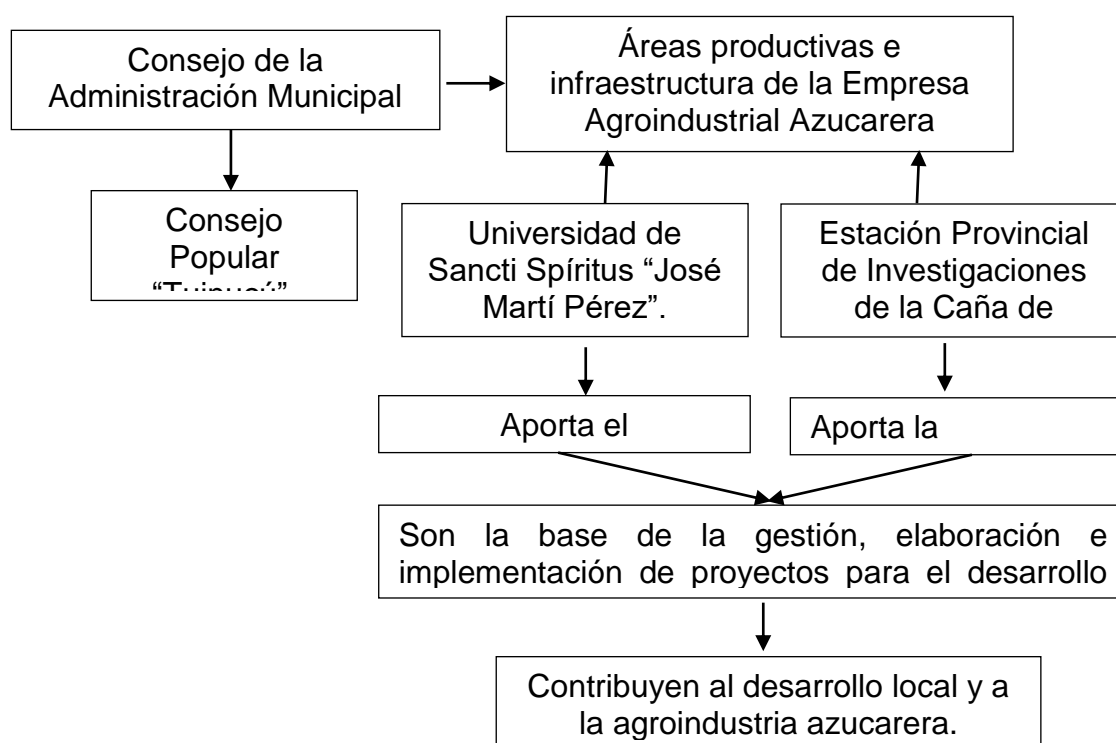 Consejo de la
Administración Municipal
Áreas productivas e
infraestructura de la Empresa
Agroindustrial Azucarera
Consejo
Popular
Universidad de
Sancti Spíritus “José
Martí Pérez”.
Estación Provincial
de Investigaciones
de la Caña de
Aporta el
Aporta la
Son la base de la gestión, elaboración e
implementación de proyectos para el desarrollo
Contribuyen al desarrollo local y a
la agroindustria azucarera.